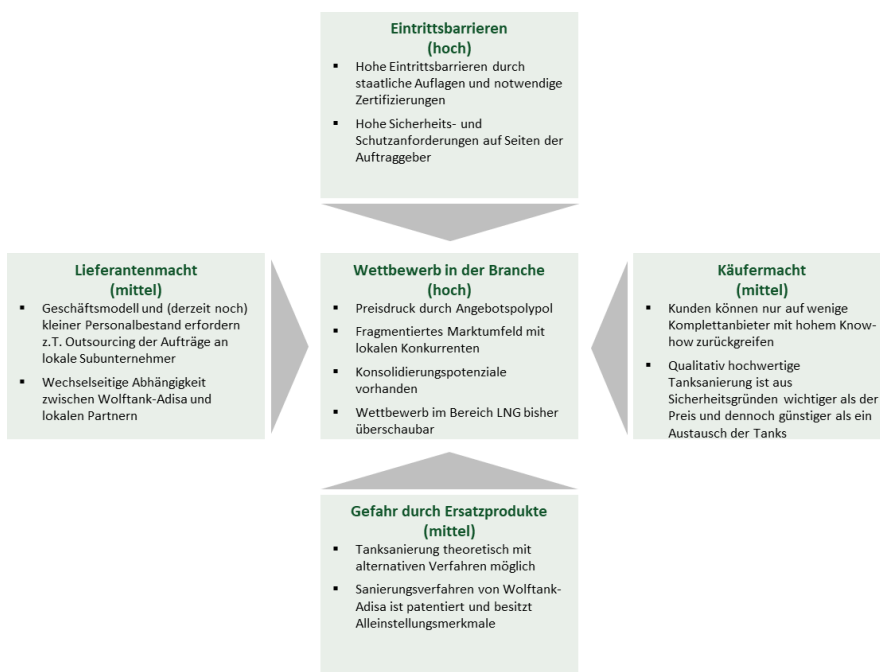 Eintrittsbarrieren
(hoch)
▪ Hohe Eintrittsbarrieren durch
staatliche Auflagen und notwendige
Zertifizierungen
▪ Hohe Sicherheits- und
Schutzanforderungen auf Seiten der
Auftraggeber
Lieferantenmacht
(mittel)
▪ Geschäftsmodell und (derzeit noch)
kleiner Personalbestand erfordern
z.T. Outsourcing der Aufträge an
lokale Subunternehmer
▪ Wechselseitige Abhängigkeit
zwischen Wolftank-Adisa und
lokalen Partnern
Wettbewerb in der Branche
(hoch)
▪ Preisdruck durch Angebotspolypol
▪ Fragmentiertes Marktumfeld mit
lokalen Konkurrenten
▪ Konsolidierungspotenziale
vorhanden
▪ Wettbewerb im Bereich LNG bisher
überschaubar
Käufermacht
(mittel)
▪ Kunden können nur auf wenige
Komplettanbieter mit hohem Know-
how zurückgreifen
▪ Qualitativ hochwertige
Tanksanierung ist aus
Sicherheitsgründen wichtiger als der
Preis und dennoch günstiger als ein
Austausch der Tanks
Gefahr durch Ersatzprodukte
(mittel)
▪ Tanksanierung theoretisch mit
alternativen Verfahren möglich
▪ Sanierungsverfahren von Wolftank-
Adisa ist patentiert und besitzt
Alleinstellungsmerkmale